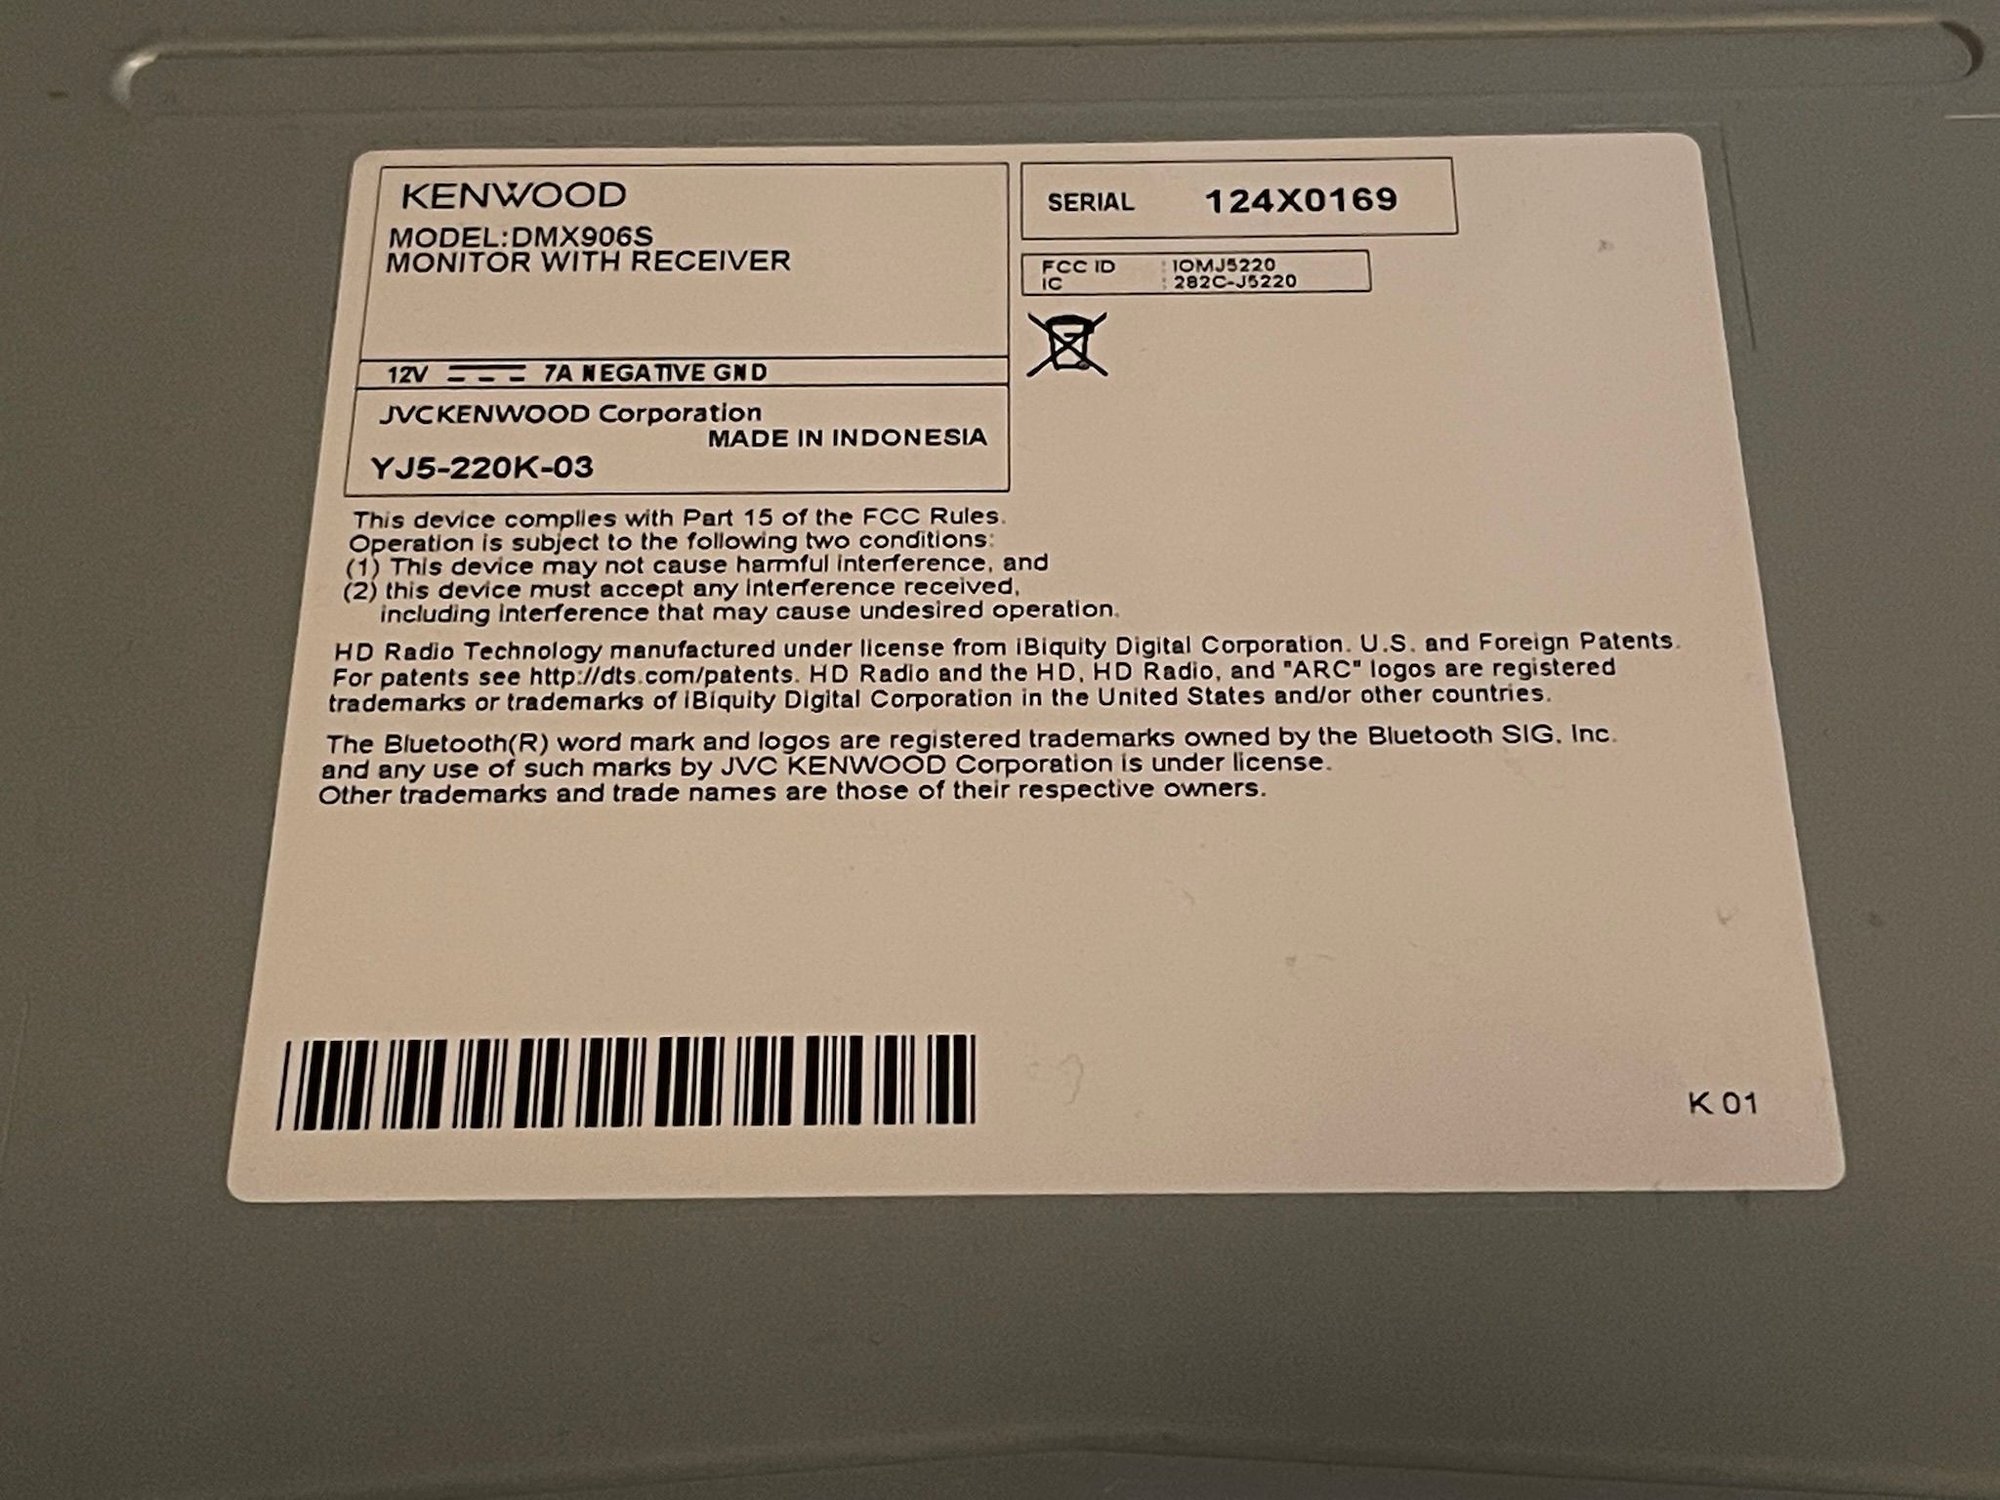 KENWOOD
MODEL:DMX906S
MONITOR WITH RECEIVER
12V 7A NEGATIVE GND
JVCKENWOOD Corporation
MADE IN INDONESIA
YJ5-220K-03
SERIAL 124X0169
FCC ID : IOMJ5220
IC : 282C-J5220
This device complies with Part 15 of the FCC Rules.
Operation is subject to the following two conditions:
(1) This device may not cause harmful interference, and
(2) this device must accept any interference received,
including interference that may cause undesired operation.
HD Radio Technology manufactured under license from iBiquity Digital Corporation. U.S. and Foreign Patents.
For patents see http://dts.com/patents. HD Radio and the HD, HD Radio, and "ARC" logos are registered
trademarks or trademarks of iBiquity Digital Corporation in the United States and/or other countries.
The Bluetooth(R) word mark and logos are registered trademarks owned by the Bluetooth SIG, Inc.
and any use of such marks by JVC KENWOOD Corporation is under license.
Other trademarks and trade names are those of their respective owners.
K 01